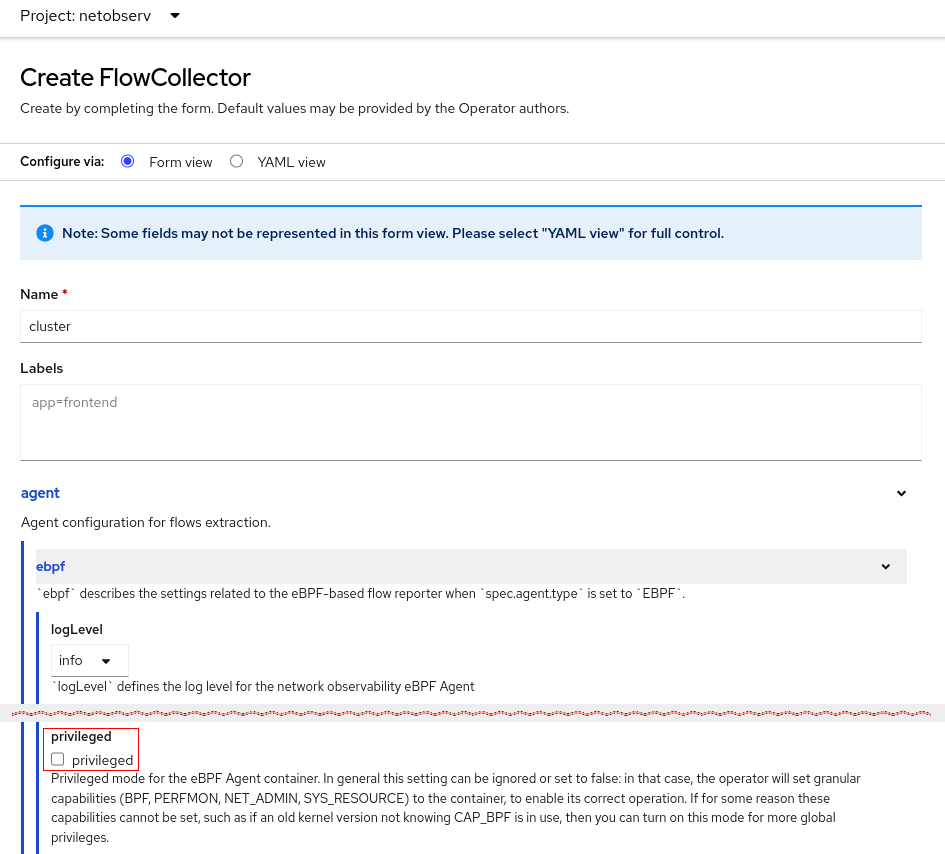 Project: netobserv
Create FlowCollector
Create by completing the form. Default values may be provided by the Operator authors.
Configure via: Form view YAML view
Note: Some fields may not be represented in this form view. Please select "YAML view" for full control.
Name *
cluster
Labels
app=frontend
agent
Agent configuration for flows extraction.
ebpf
`ebpf` describes the settings related to the eBPF-based flow reporter when `spec.agent.type` is set to `EBPF`.
logLevel
info
`logLevel` defines the log level for the network observability eBPF Agent
privileged
privileged
Privileged mode for the eBPF Agent container. In general this setting can be ignored or set to false: in that case, the operator will set granular
capabilities (BPF, PERFMON, NET_ADMIN, SYS_RESOURCE) to the container, to enable its correct operation. If for some reason these
capabilities cannot be set, such as if an old kernel version not knowing CAP_BPF is in use, then you can turn on this mode for more global
privileges.